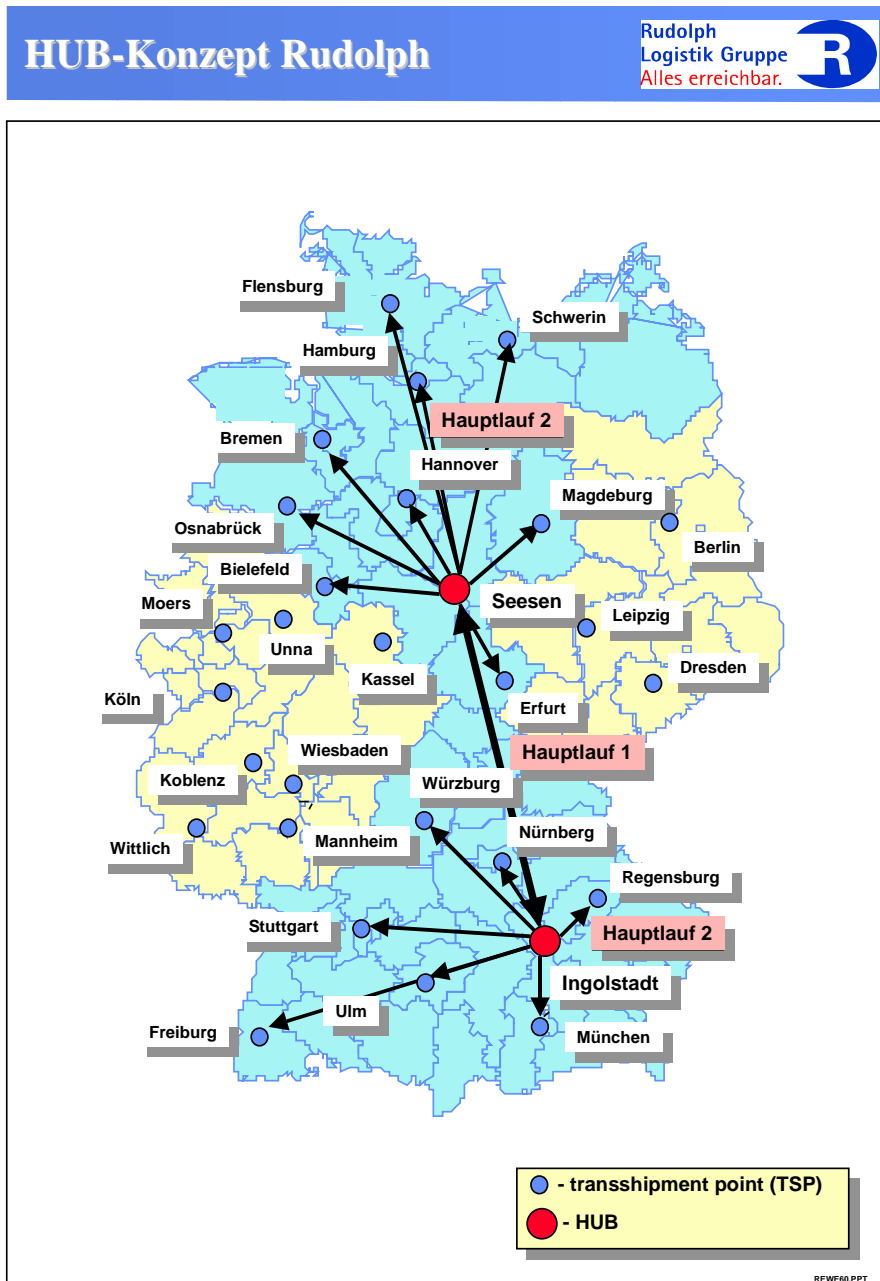 HUB-Konzept Rudolph
Rudolph
Logistik Gruppe
Alles erreichbar.
R
Flensburg
Schwerin
Hamburg
Hauptlauf 2
Bremen
Hannover
Magdeburg
Osnabrück
Berlin
Bielefeld
Seesen
Moers
Leipzig
Unna
Kassel
Dresden
Köln
Erfurt
Hauptlauf 1
Wiesbaden
Koblenz
Würzburg
Nürnberg
Wittlich
Mannheim
Regensburg
Stuttgart
Hauptlauf 2
Ingolstadt
Ulm
Freiburg
München
- transshipment point (TSP)
- HUB
REWE60.PPT